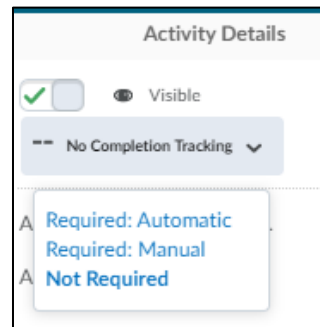 Activity Details
Visible
-- No Completion Tracking
A
Required: Automatic
Required: Manual
A
Not Required